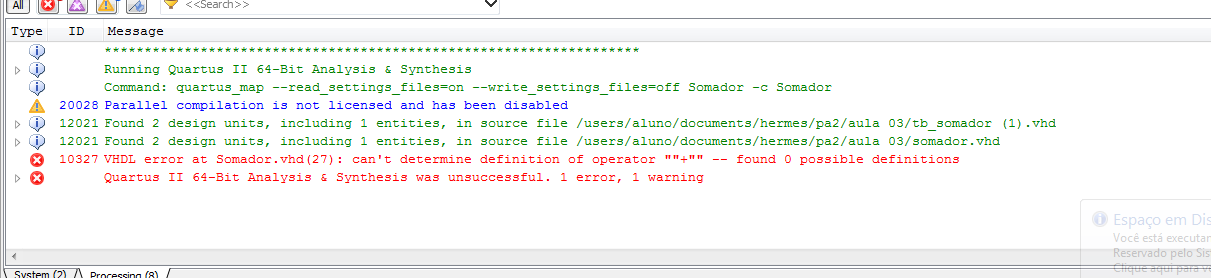 All
<<Search>>
Type ID Message
*******************************************************************
Running Quartus II 64-Bit Analysis & Synthesis
Command: quartus_map --read_settings_files=on --write_settings_files=off Somador -c Somador
20028 Parallel compilation is not licensed and has been disabled
12021 Found 2 design units, including 1 entities, in source file /users/aluno/documents/hermes/pa2/aula 03/tb_somador (1).vhd
12021 Found 2 design units, including 1 entities, in source file /users/aluno/documents/hermes/pa2/aula 03/somador.vhd
10327 VHDL error at Somador.vhd(27): can't determine definition of operator ""+"" -- found 0 possible definitions
Quartus II 64-Bit Analysis & Synthesis was unsuccessful. 1 error, 1 warning
Espaço em Dis
Você está executar
Reservado pelo Sis
Clique aqui para v
System (2) Processing (8)